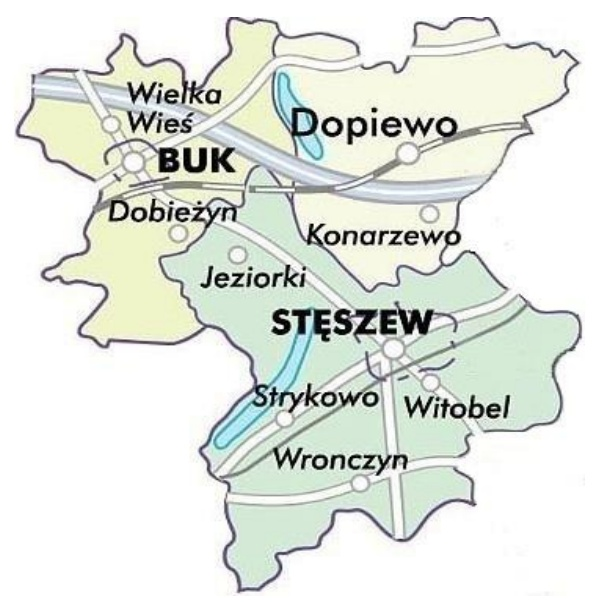 Wielka
Wieś
Dopiewo
BUK
Dobieżyn
Konarzewo
Jeziorki
STĘSZEW
Strykowo
Witobel
Wronczyn